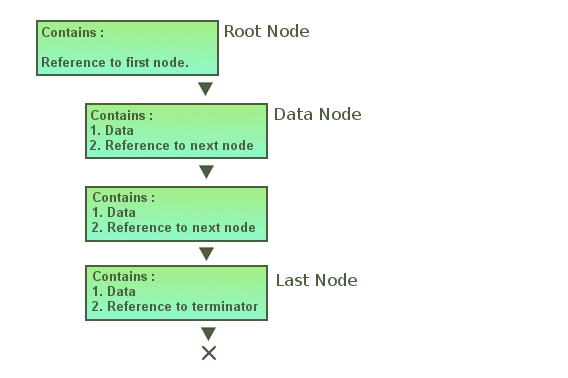 Contains :
Reference to first node.
Root Node
Contains :
1. Data
2. Reference to next node
Data Node
Contains :
1. Data
2. Reference to next node
Contains :
1. Data
2. Reference to terminator
Last Node